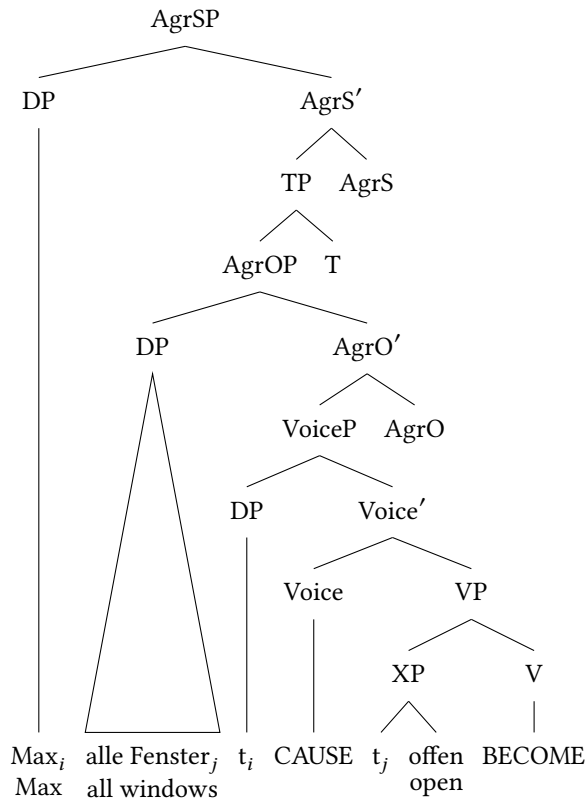 AgrSP
DP AgrS′
TP AgrS
AgrOP T
DP AgrO′
VoiceP AgrO
DP Voice′
Voice VP
XP V
Maxᵢ alle Fensterⱼ tᵢ CAUSE tⱼ offen BECOME
Max all windows open